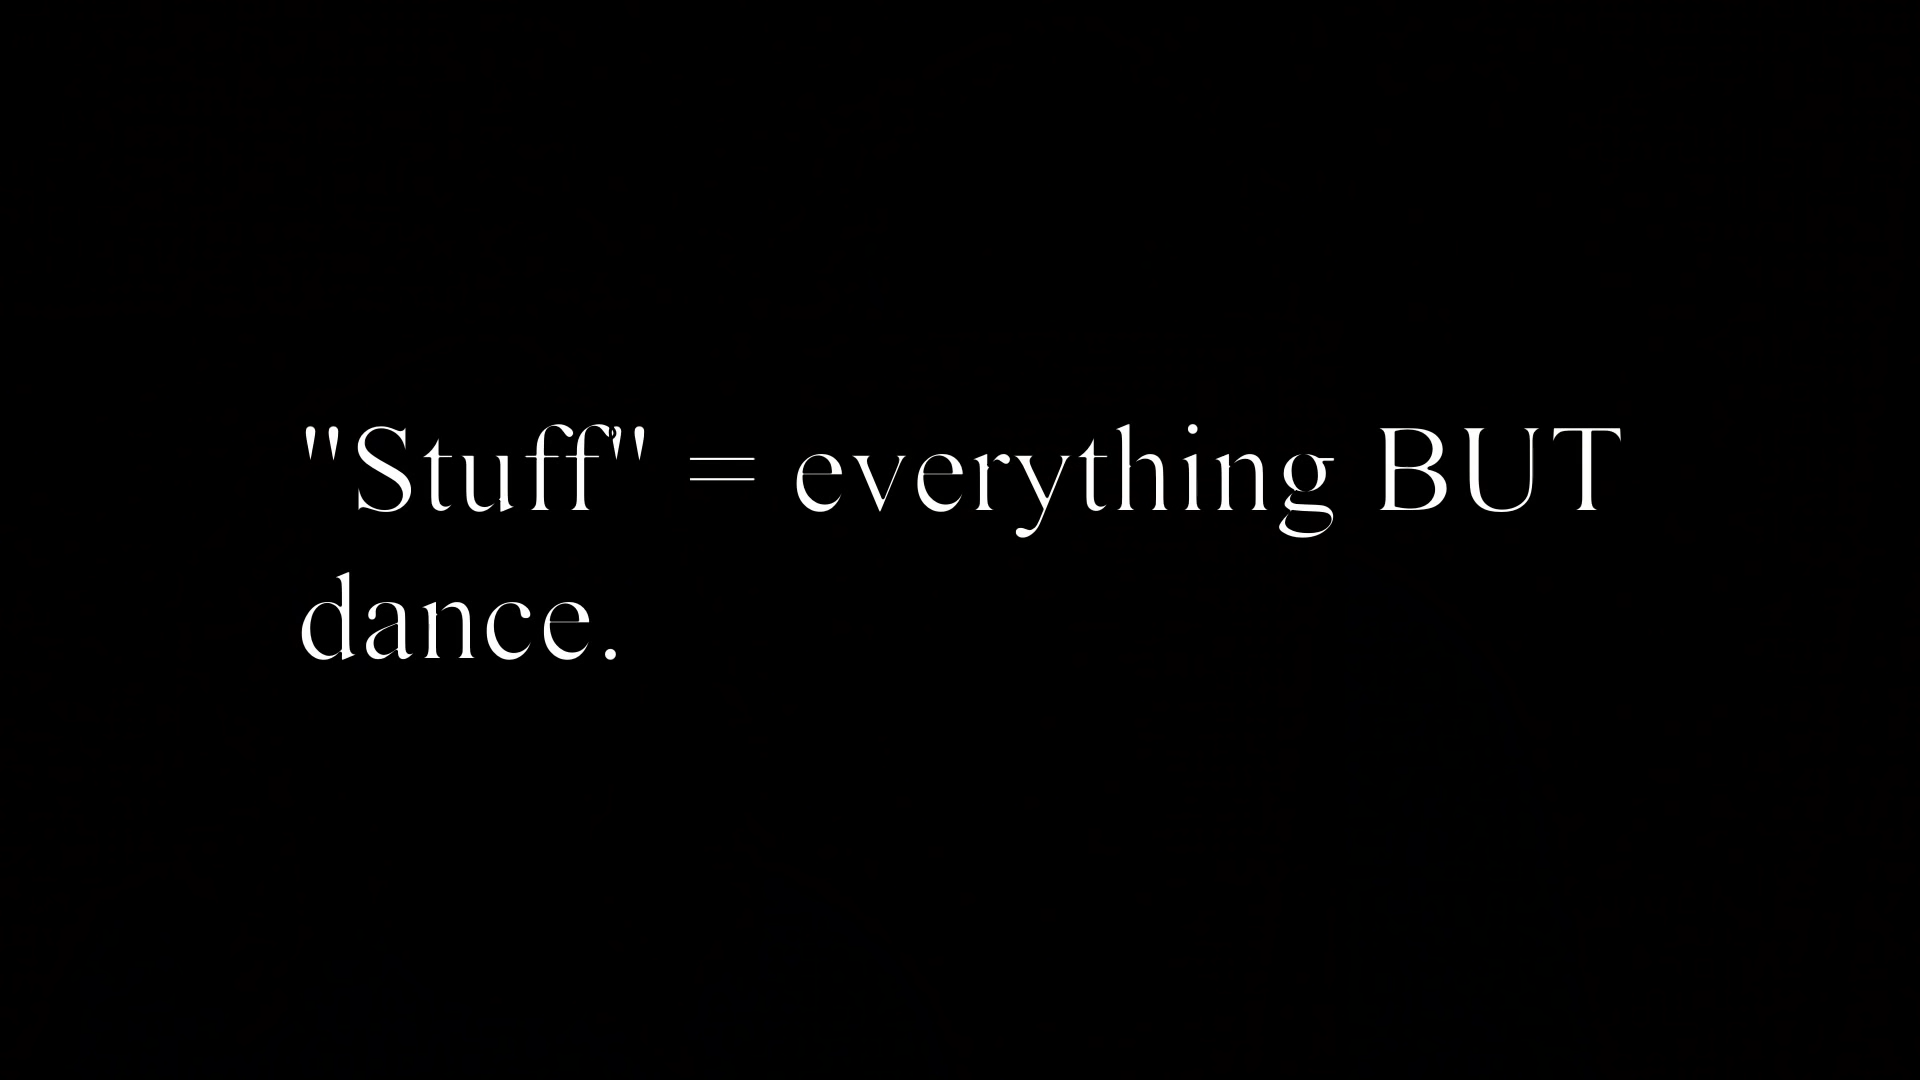 "Stuff" = everything BUT
dance.